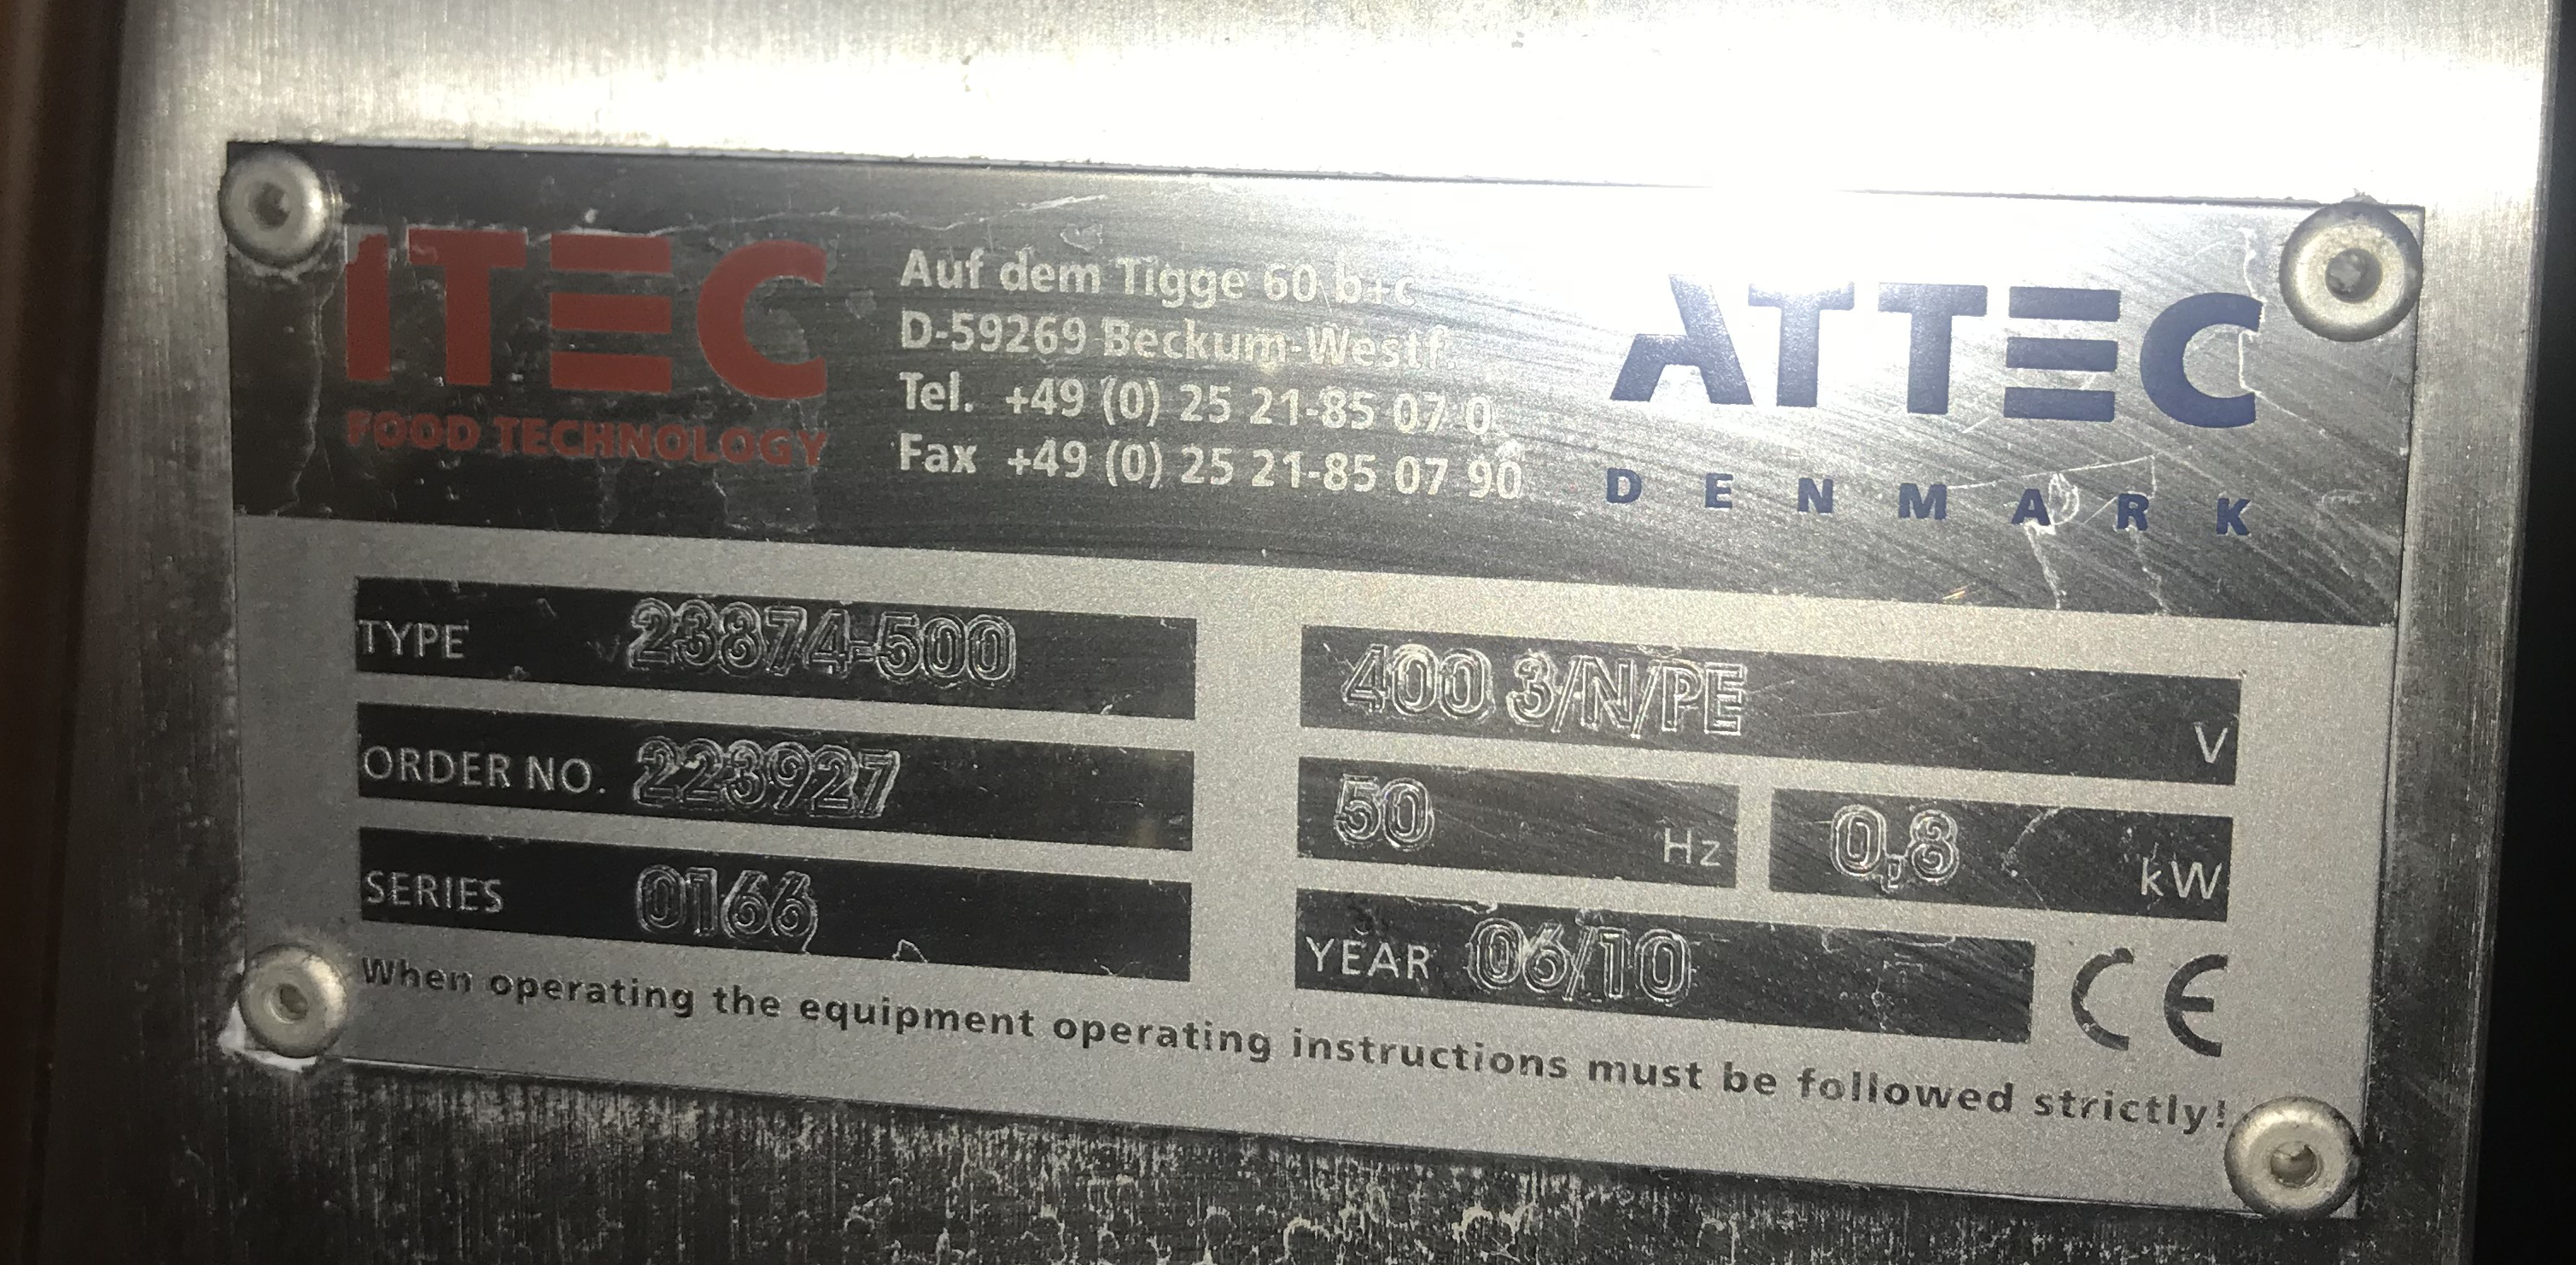 ITEC
FOOD TECHNOLOGY
Auf dem Tigge 60 b+c
D-59269 Beckum-Westf.
Tel. +49 (0) 25 21-85 07 0
Fax +49 (0) 25 21-85 07 90
ATTEC
DENMARK
TYPE 23874-500
ORDER NO. 223927
SERIES 0166
400 3/N/PE V
50 Hz 0,8 kW
YEAR 06/10 CE
When operating the equipment operating instructions must be followed strictly!